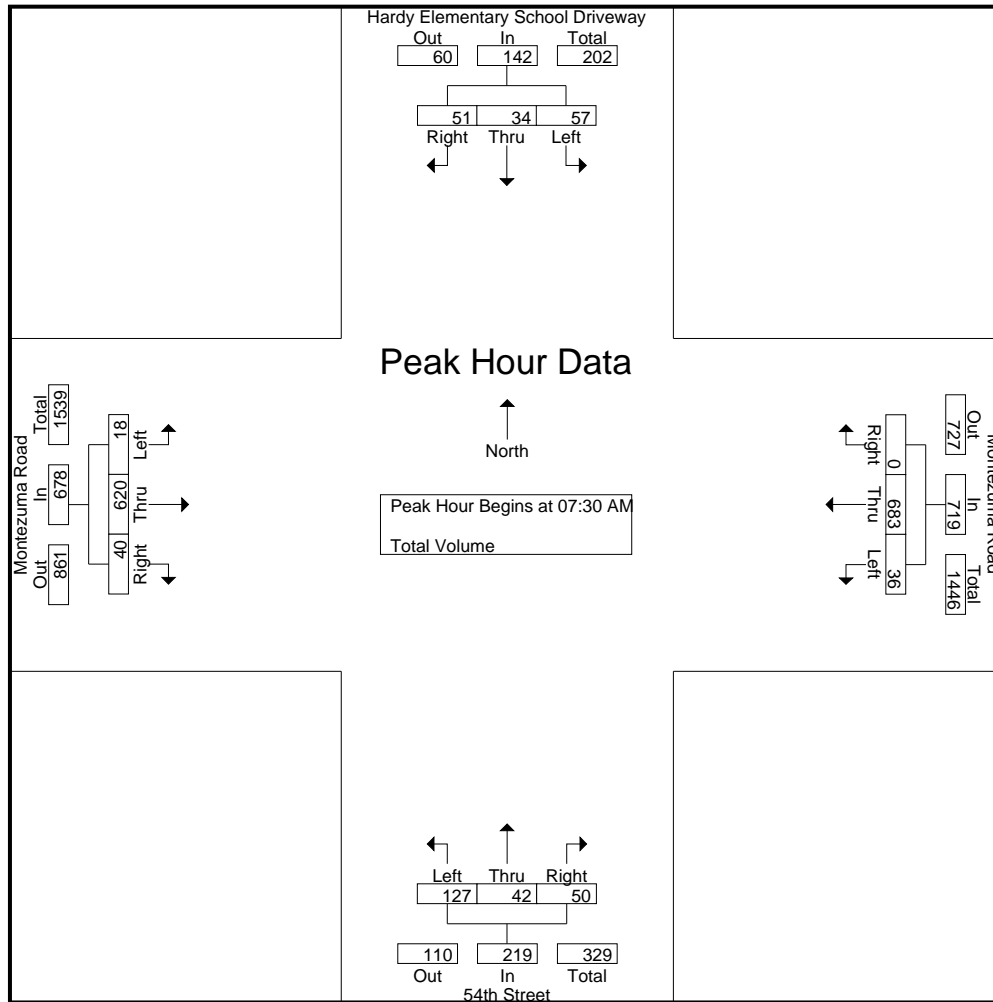 Hardy Elementary School Driveway
Out In Total
60 142 202
51 34 57
Right Thru Left
Peak Hour Data
North
Peak Hour Begins at 07:30 AM
Total Volume
Montezuma Road
Out In Total
861 678 1539
40 620 18
Right Thru Left
Montezuma Road
Out In Total
727 719 1446
0 683 36
Right Thru Left
Left Thru Right
127 42 50
110 219 329
Out In Total
54th Street